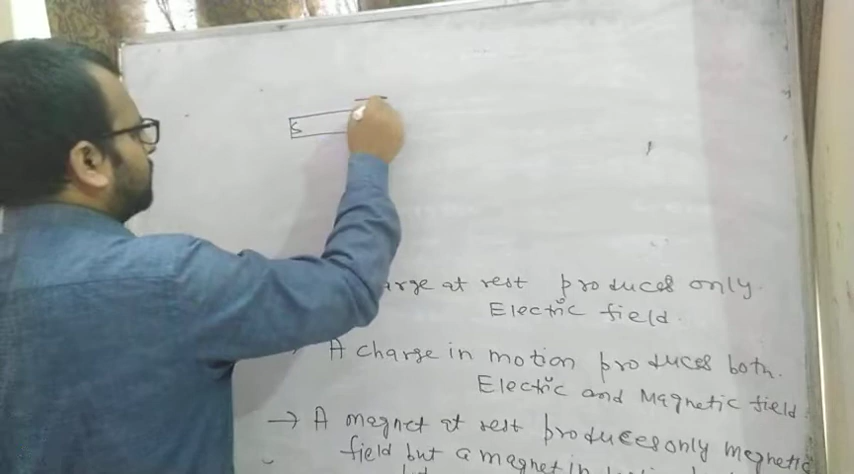 S
arge at rest produces only.
Electric field.
→ A charge in motion produces both.
Electric and Magnetic field.
→ A magnet at rest produces only magnetic
field but a magnet in